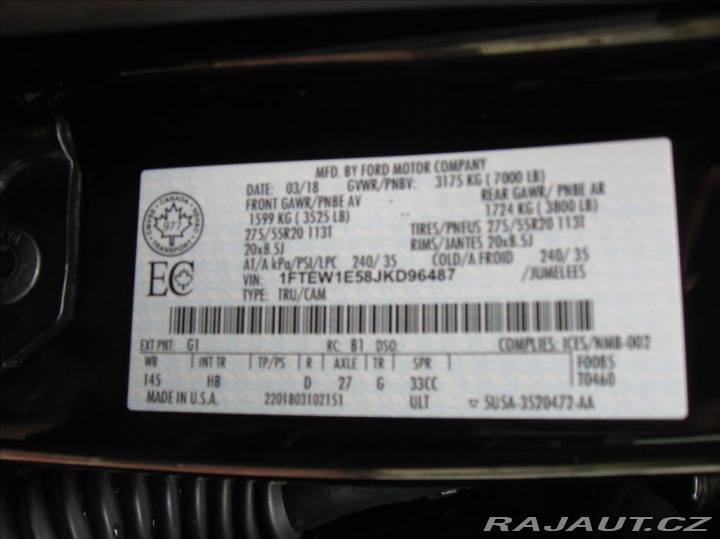 MFD. BY FORD MOTOR COMPANY
DATE: 03/18 GVWR/PNBV: 3175 KG ( 7000 LB)
FRONT GAWR/PNBE AV REAR GAWR/ PNBE AR
1599 KG ( 3525 LB) 1724 KG ( 3800 LB)
275/55R20 113T TIRES/PNEUS 275/55R20 113T
20x8.5J RIMS/JANTES 20x8.5J
AT/A kPa/PSI/LPC 240/ 35 COLD/A FROID 240/ 35
VIN: 1FTEW1E58JKD96487 /JUMELEES
TYPE: TRU/CAM
CANADA
977
TRANSPORT
EC
EXT PNT: G1 RC: B1 DSO: COMPLIES: ICES/NMB-002
WB INT TR TP/PS R AXLE TR SPR F0085
145 HB D 27 G 33CC T0460
MADE IN U.S.A. 2201803102151 ULT ▽ 5U5A-3520472-AA
RAJAUT.CZ